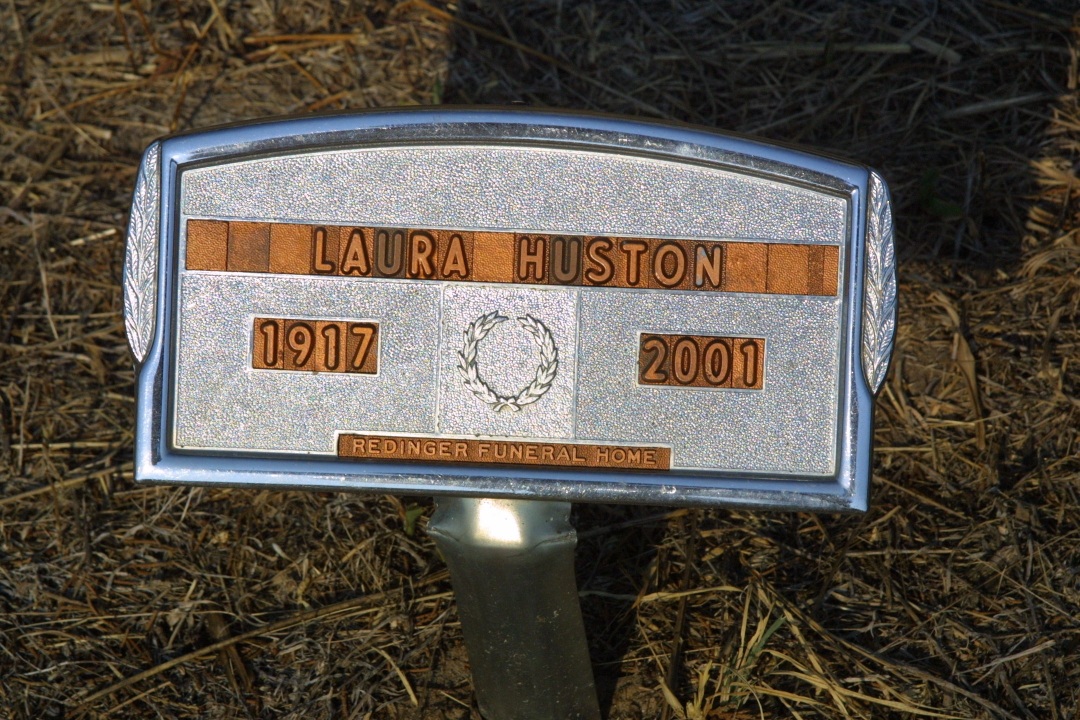 LAURA HUSTON
1917 2001
REDINGER FUNERAL HOME